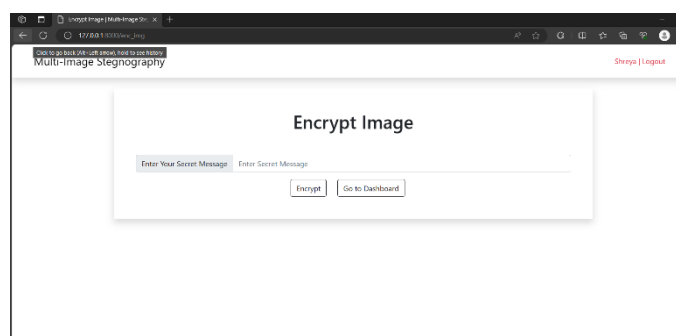 Encrypt Image | Multi-Image Ste
127.0.0.1:8000/enc_img
Click to go back (Alt+Left arrow), hold to see history
Multi-Image Stegnography
Shreya | Logout
Encrypt Image
Enter Your Secret Message Enter Secret Message
Encrypt Go to Dashboard